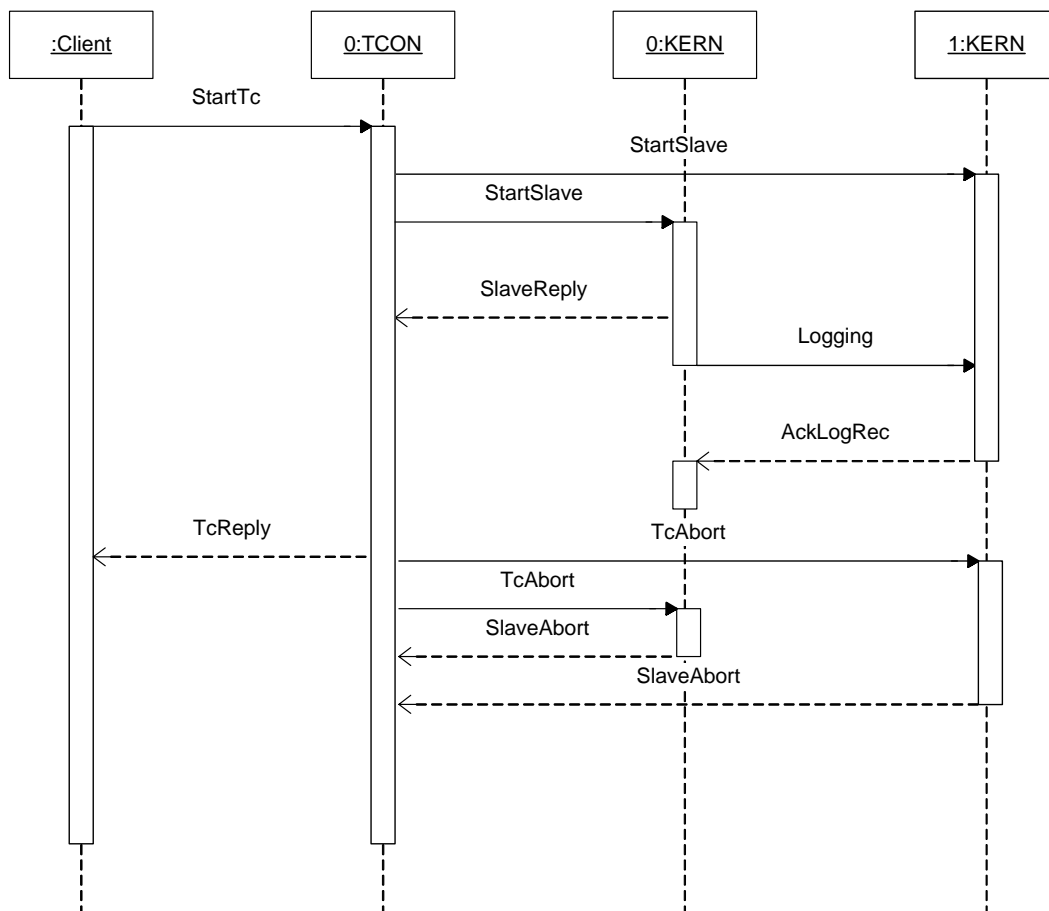 :Client
0:TCON
0:KERN
1:KERN
StartTc
StartSlave
StartSlave
SlaveReply
Logging
AckLogRec
TcReply
TcAbort
TcAbort
SlaveAbort
SlaveAbort